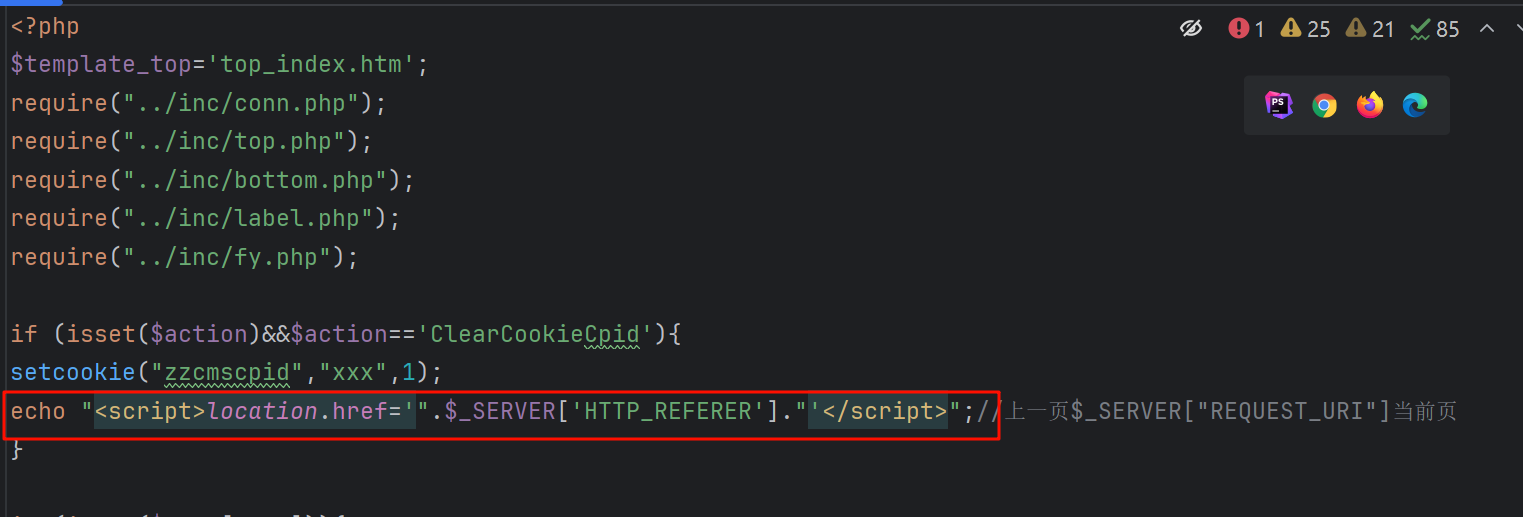 <?php
1 25 21 85
$template_top='top_index.htm';
require("../inc/conn.php");
PS
require("../inc/top.php");
require("../inc/bottom.php");
require("../inc/label.php");
require("../inc/fy.php");
if (isset($action)&&$action=='ClearCookieCpid'){
setcookie("zzcmscpid","xxx",1);
echo "<script>location.href='".$_SERVER['HTTP_REFERER']."'</script>";//上一页$_SERVER["REQUEST_URI"]当前页
}